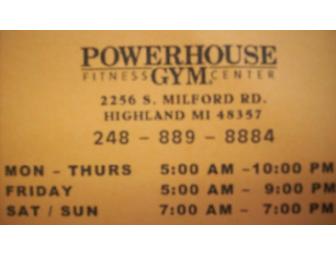 POWERHOUSE
FITNESS GYM CENTER
2256 S. MILFORD RD.
HIGHLAND MI 48357
248 - 889 - 8884
MON - THURS 5:00 AM -10:00 PM
FRIDAY 5:00 AM - 9:00 PM
SAT / SUN 7:00 AM - 7:00 PM